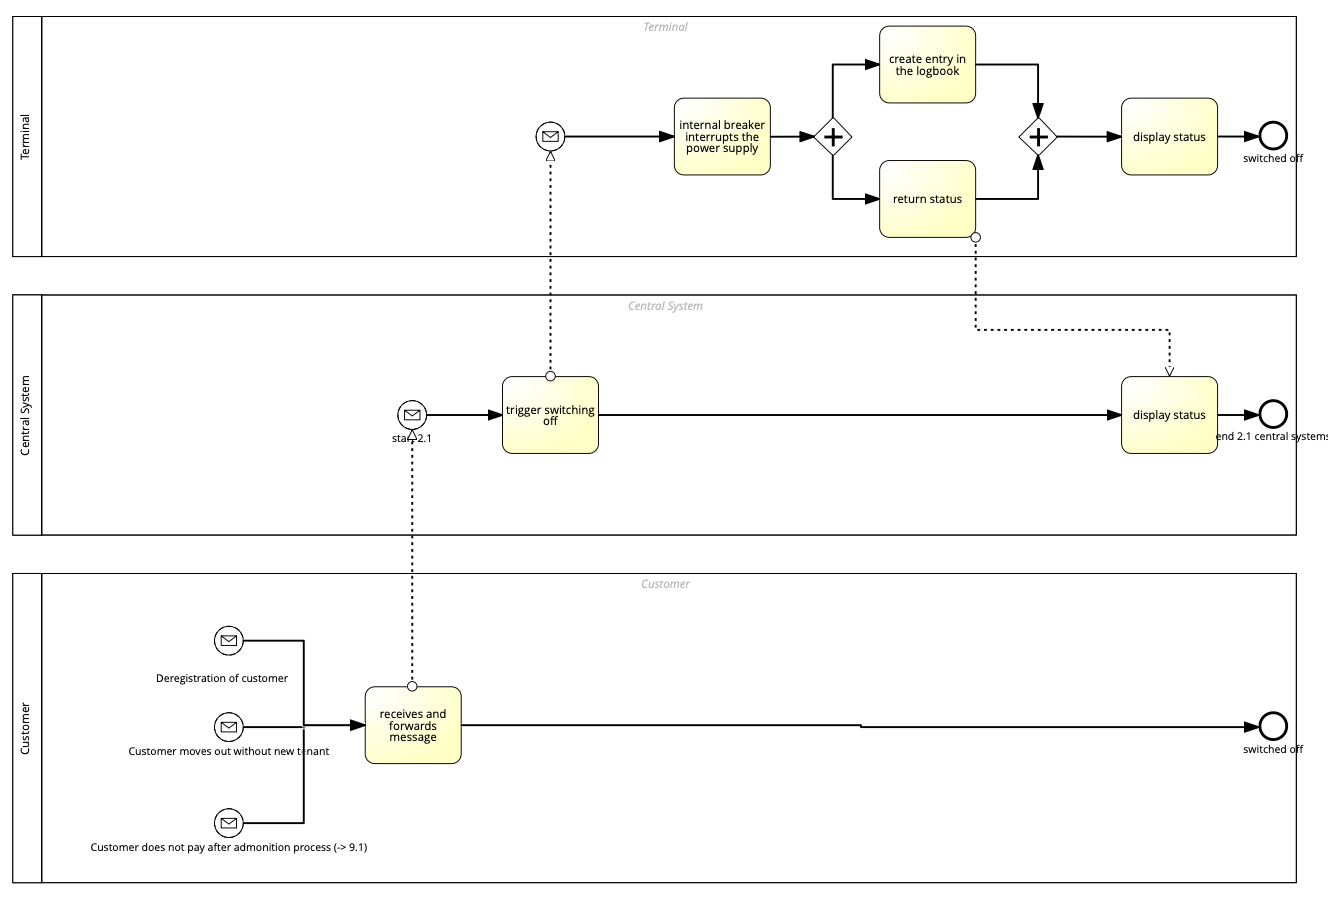 Terminal
Terminal
create entry in
the logbook
internal breaker
interrupts the
power supply
display status
switched off
return status
Central System
Central System
trigger switching
off
start 2.1
display status
end 2.1 central systems
Customer
Customer
Deregistration of customer
receives and
forwards
message
Customer moves out without new tenant
switched off
Customer does not pay after admonition process (-> 9.1)